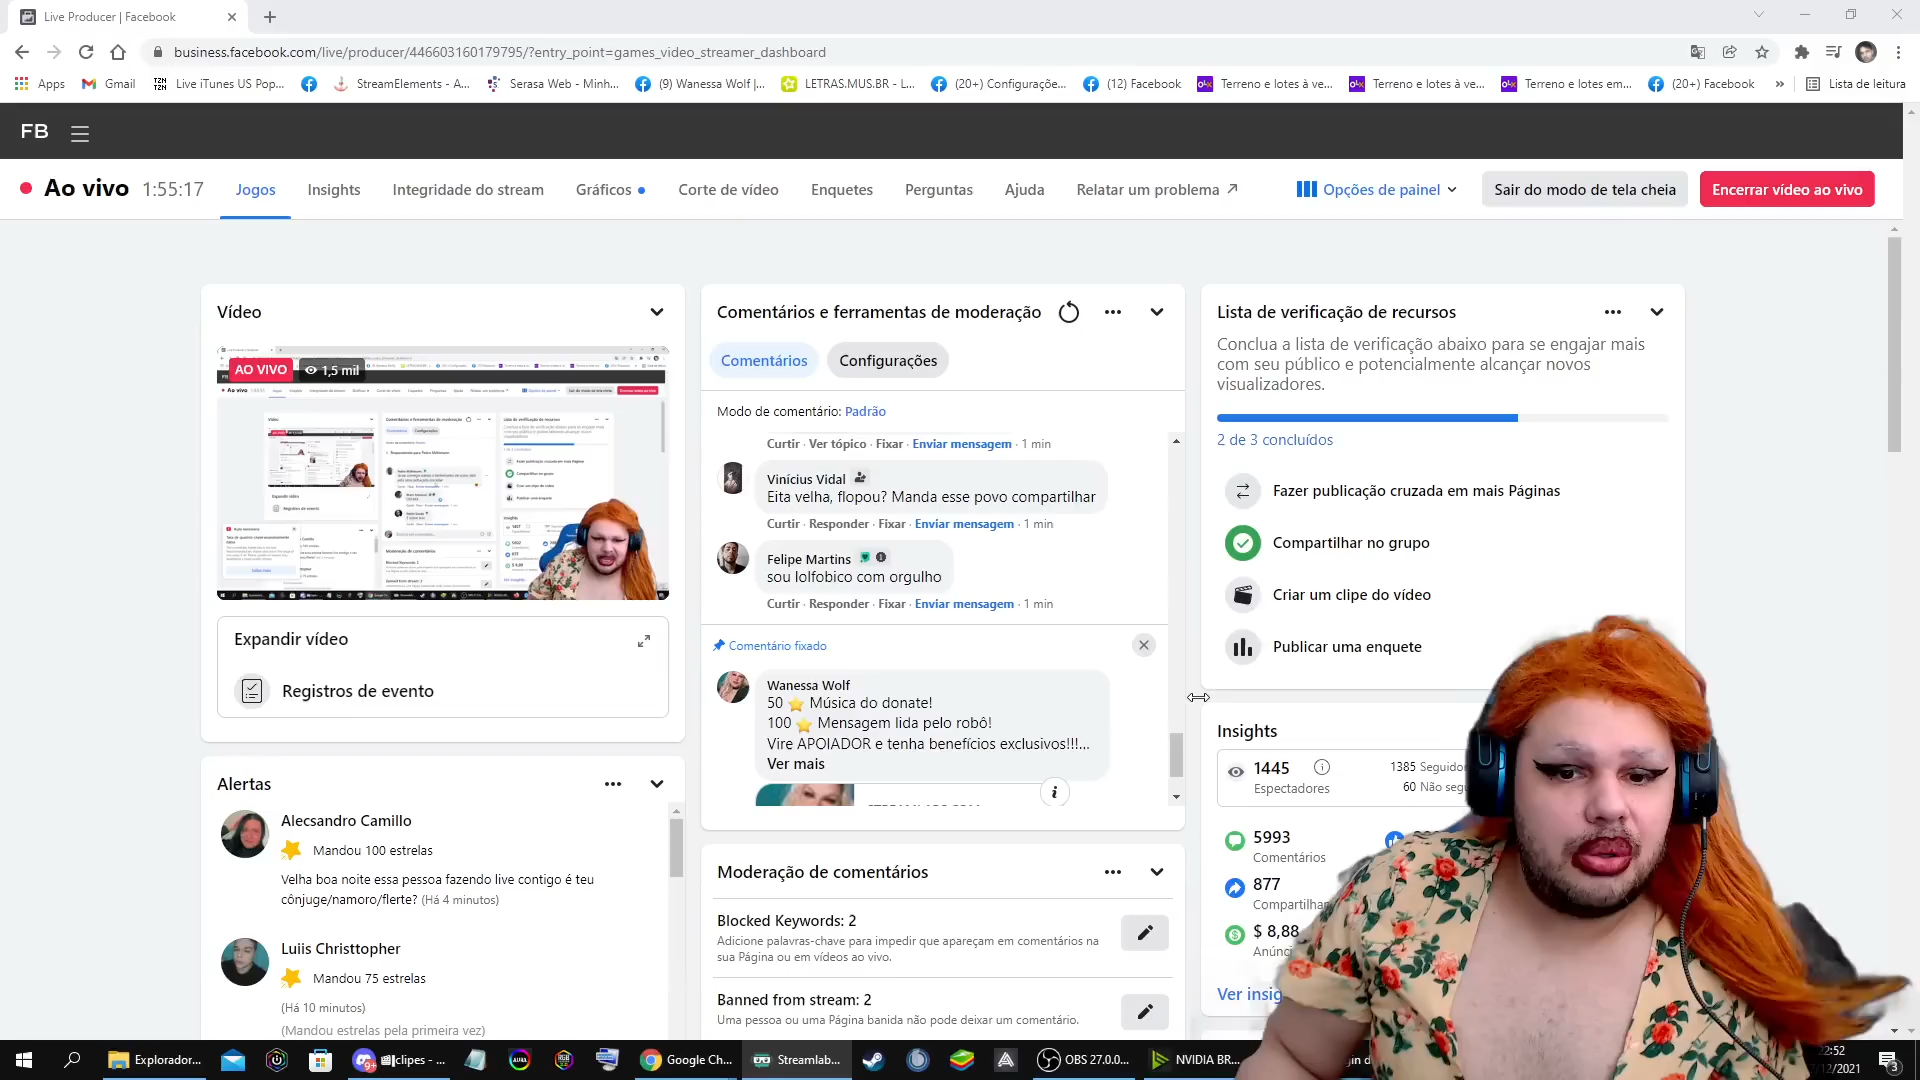 Live Producer | Facebook
business.facebook.com/live/producer/446603160179795/?entry_point=games_video_streamer_dashboard
Apps Gmail Live iTunes US Pop... StreamElements - A... Serasa Web - Minh... (9) Wanessa Wolf |... LETRAS.MUS.BR - L... (20+) Configuraçõe... (12) Facebook Terreno e lotes à ve... Terreno e lotes à ve... Terreno e lotes em... (20+) Facebook » Lista de leitura
FB
Ao vivo 1:55:17 Jogos Insights Integridade do stream Gráficos Corte de vídeo Enquetes Perguntas Ajuda Relatar um problema Opções de painel Sair do modo de tela cheia Encerrar vídeo ao vivo
Vídeo
AO VIVO 1,5 mil
Expandir vídeo
Registros de evento
Alertas
Alecsandro Camillo
Mandou 100 estrelas
Velha boa noite essa pessoa fazendo live contigo é teu
cônjuge/namoro/flerte? (Há 4 minutos)
Luiis Christtopher
Mandou 75 estrelas
(Há 10 minutos)
(Mandou estrelas pela primeira vez)
Comentários e ferramentas de moderação
Comentários Configurações
Modo de comentário: Padrão
Curtir · Ver tópico · Fixar · Enviar mensagem · 1 min
Vinícius Vidal
Eita velha, flopou? Manda esse povo compartilhar
Curtir · Responder · Fixar · Enviar mensagem · 1 min
Felipe Martins
sou lolfobico com orgulho
Curtir · Responder · Fixar · Enviar mensagem · 1 min
Comentário fixado
Wanessa Wolf
50 ⭐ Música do donate!
100 ⭐ Mensagem lida pelo robô!
Vire APOIADOR e tenha benefícios exclusivos!!!...
Ver mais
Moderação de comentários
Blocked Keywords: 2
Adicione palavras-chave para impedir que apareçam em comentários na
sua Página ou em vídeos ao vivo.
Banned from stream: 2
Uma pessoa ou uma Página banida não pode deixar um comentário.
Lista de verificação de recursos
Conclua a lista de verificação abaixo para se engajar mais
com seu público e potencialmente alcançar novos
visualizadores.
2 de 3 concluídos
Fazer publicação cruzada em mais Páginas
Compartilhar no grupo
Criar um clipe do vídeo
Publicar uma enquete
Insights
1445
Espectadores
1385 Seguido
60 Não segu
5993
Comentários
877
Compartilha
$ 8,88
Anúnc
Ver insig
Explorador... clipes - ... Google Ch... Streamlab... OBS 27.0.0... NVIDIA BR...
22:52
/12/2021
3